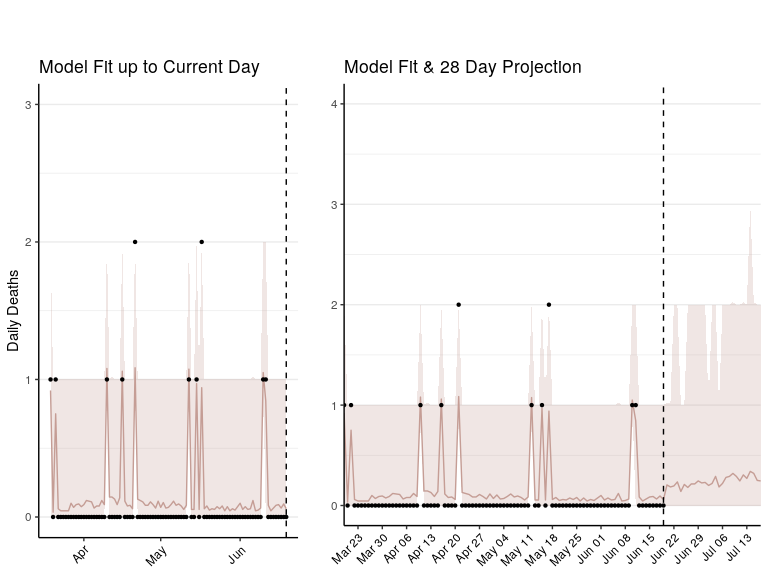 Model Fit up to Current Day
Model Fit & 28 Day Projection
Daily Deaths
3
2
1
0
Apr
May
Jun
4
3
2
1
0
Mar 23
Mar 30
Apr 06
Apr 13
Apr 20
Apr 27
May 04
May 11
May 18
May 25
Jun 01
Jun 08
Jun 15
Jun 22
Jun 29
Jul 06
Jul 13